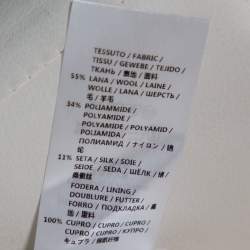 TESSUTO / FABRIC /
TISSU / GEWEBE / TEJIDO /
ТКАНЬ / 裏地 / 面料
55% LANA / WOOL / LAINE /
WOLLE / LANA / ШЕРСТЬ /
毛 / 羊毛
34% POLIAMMIDE /
POLYAMIDE /
POLYAMIDE / POLYAMID /
POLIAMIDA /
ПОЛИАМИД / ナイロン / 锦
纶
11% SETA / SILK / SOIE /
SEIDE / SEDA / ШЁЛК / 絹 /
桑蚕丝
FODERA / LINING /
DOUBLURE / FUTTER /
FORRO / ПОДКЛАДКА / 裏
地 / 里料
100% CUPRO / CUPRO /
CUPRO / CUPRO / КУПРО /
キュプラ / 铜氨纤维